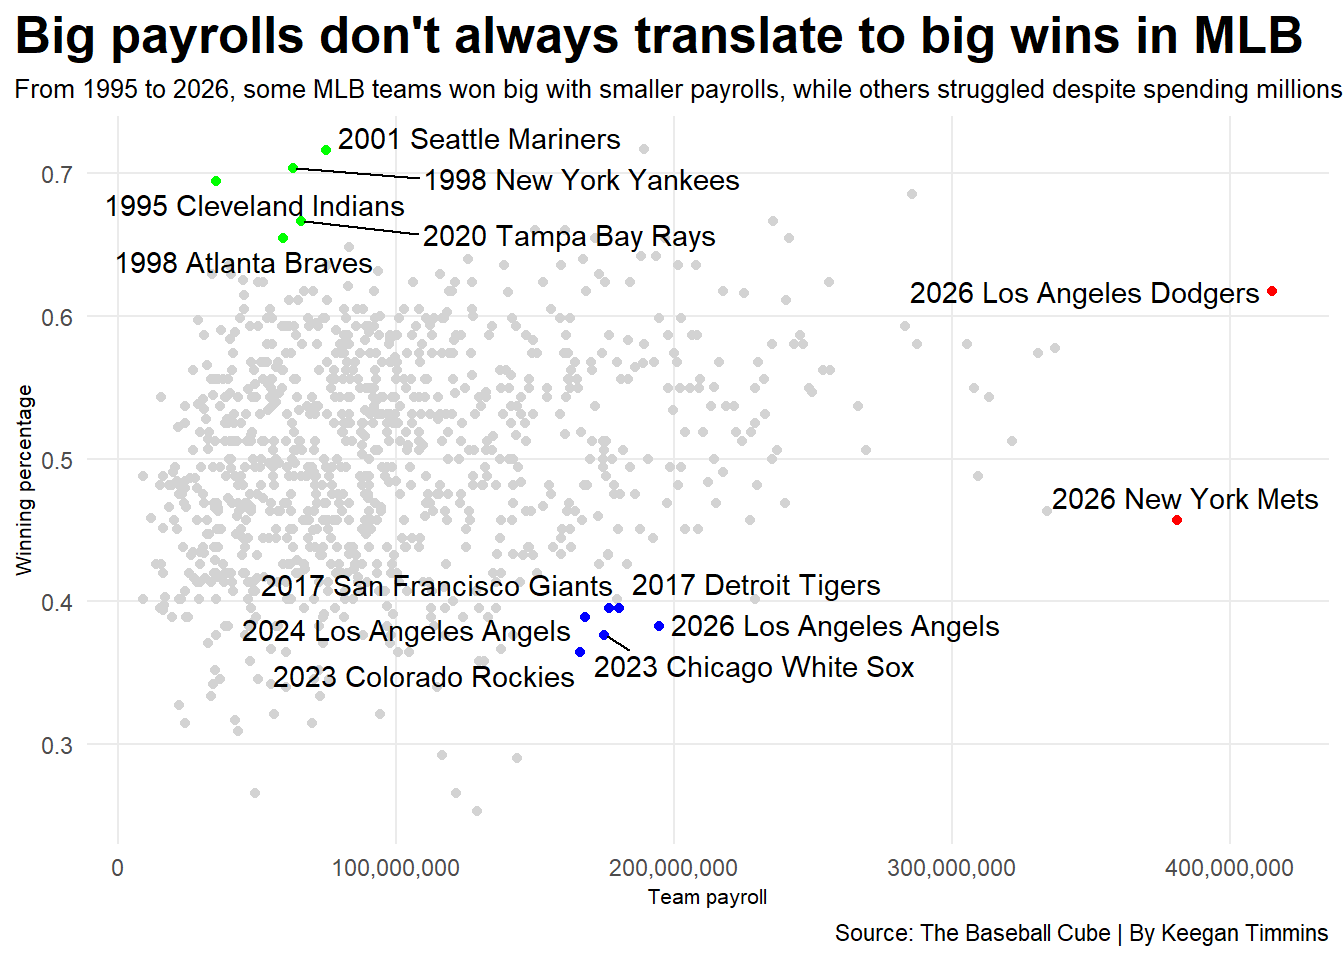 Big payrolls don't always translate to big wins in MLB
From 1995 to 2026, some MLB teams won big with smaller payrolls, while others struggled despite spending millions
2001 Seattle Mariners
0.7
1998 New York Yankees
1995 Cleveland Indians
2020 Tampa Bay Rays
1998 Atlanta Braves
2026 Los Angeles Dodgers
0.6
Winning percentage
0.5
2026 New York Mets
0.4
2017 San Francisco Giants
2017 Detroit Tigers
2024 Los Angeles Angels
2026 Los Angeles Angels
2023 Chicago White Sox
2023 Colorado Rockies
0.3
0
100,000,000
200,000,000
300,000,000
400,000,000
Team payroll
Source: The Baseball Cube | By Keegan Timmins